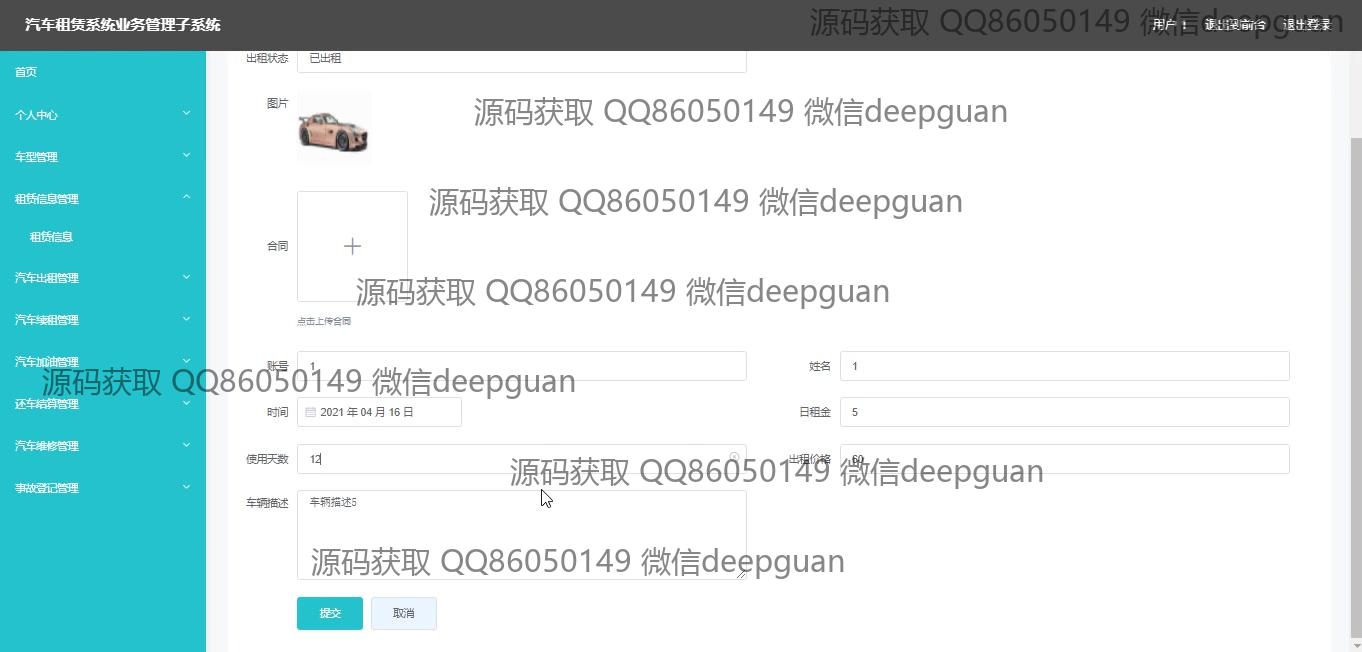 汽车租赁系统业务管理子系统
源码获取 QQ86050149 微信deepguan
用户 1
退出到前台
退出登录
首页
个人中心
车型管理
租赁信息管理
租赁信息
汽车出租管理
汽车续租管理
汽车加油管理
还车结算管理
汽车维修管理
事故登记管理
出租状态 已出租
图片
源码获取 QQ86050149 微信deepguan
源码获取 QQ86050149 微信deepguan
合同
源码获取 QQ86050149 微信deepguan
点击上传合同
账号 1 姓名 1
源码获取 QQ86050149 微信deepguan
时间 2021 年 04 月 16 日 日租金 5
使用天数 12 出租价格 60
源码获取 QQ86050149 微信deepguan
车辆描述 车辆描述5
源码获取 QQ86050149 微信deepguan
提交 取消